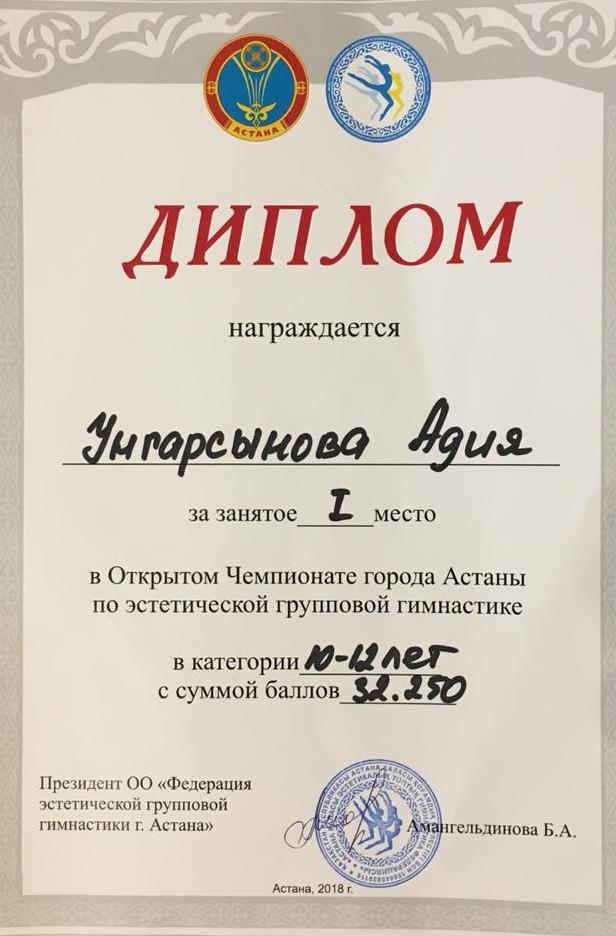 АСТАНА
ДИПЛОМ
награждается
Унгарсынова Адия
за занятое I место
в Открытом Чемпионате города Астаны
по эстетической групповой гимнастике
в категории 10-12 лет
с суммой баллов 32.250
Президент ОО «Федерация
эстетической групповой
гимнастики г. Астана»
Амангельдинова Б.А.
Астана, 2018 г.